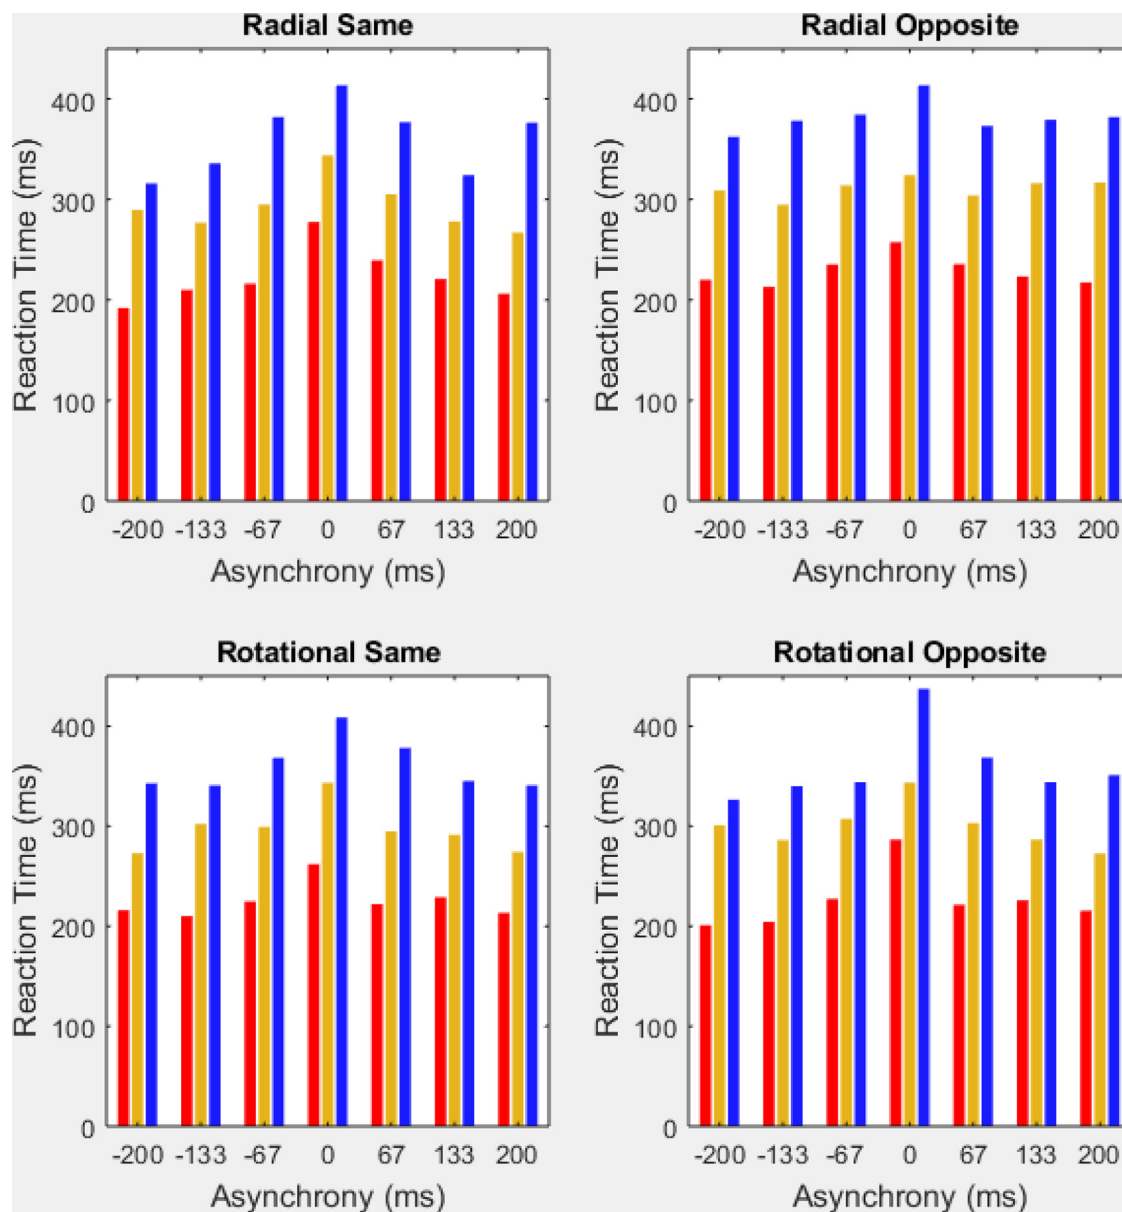 Radial Same
Reaction Time (ms)
400
300
200
100
0
-200 -133 -67 0 67 133 200
Asynchrony (ms)
Radial Opposite
Reaction Time (ms)
400
300
200
100
0
-200 -133 -67 0 67 133 200
Asynchrony (ms)
Rotational Same
Reaction Time (ms)
400
300
200
100
0
-200 -133 -67 0 67 133 200
Asynchrony (ms)
Rotational Opposite
Reaction Time (ms)
400
300
200
100
0
-200 -133 -67 0 67 133 200
Asynchrony (ms)